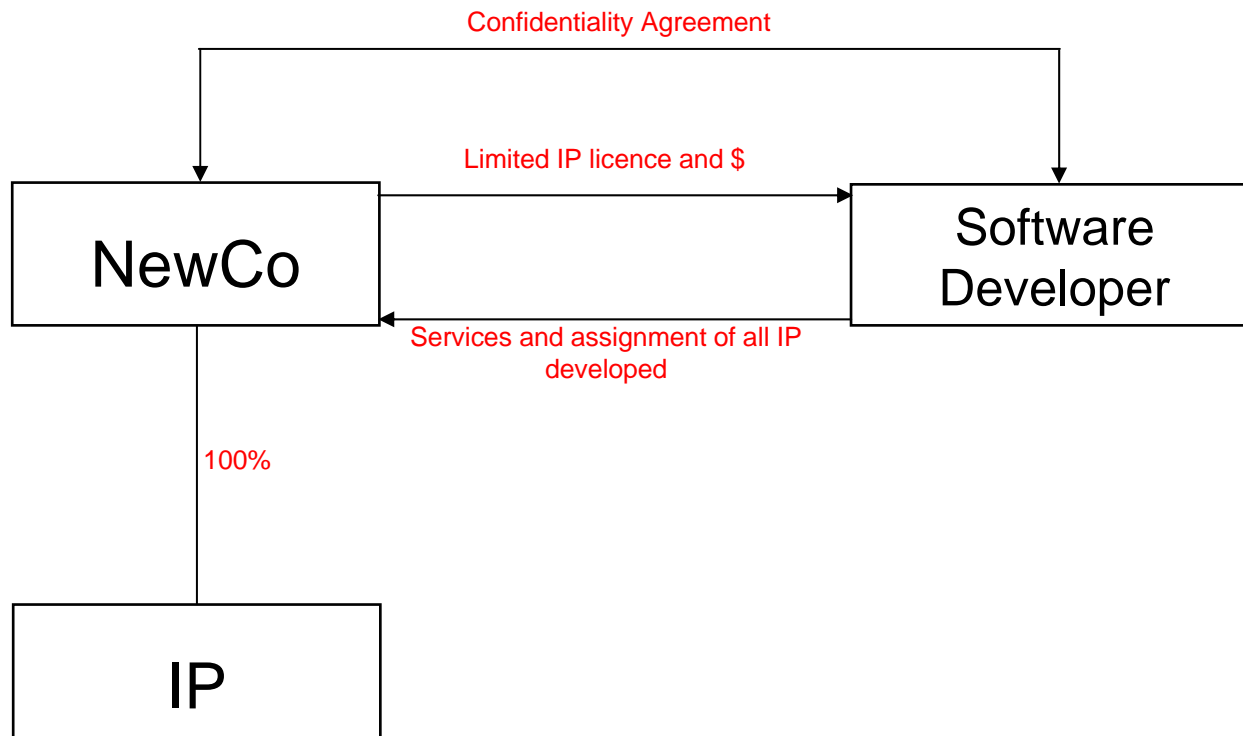 Confidentiality Agreement
Limited IP licence and $
NewCo
Software
Developer
Services and assignment of all IP
developed
100%
IP